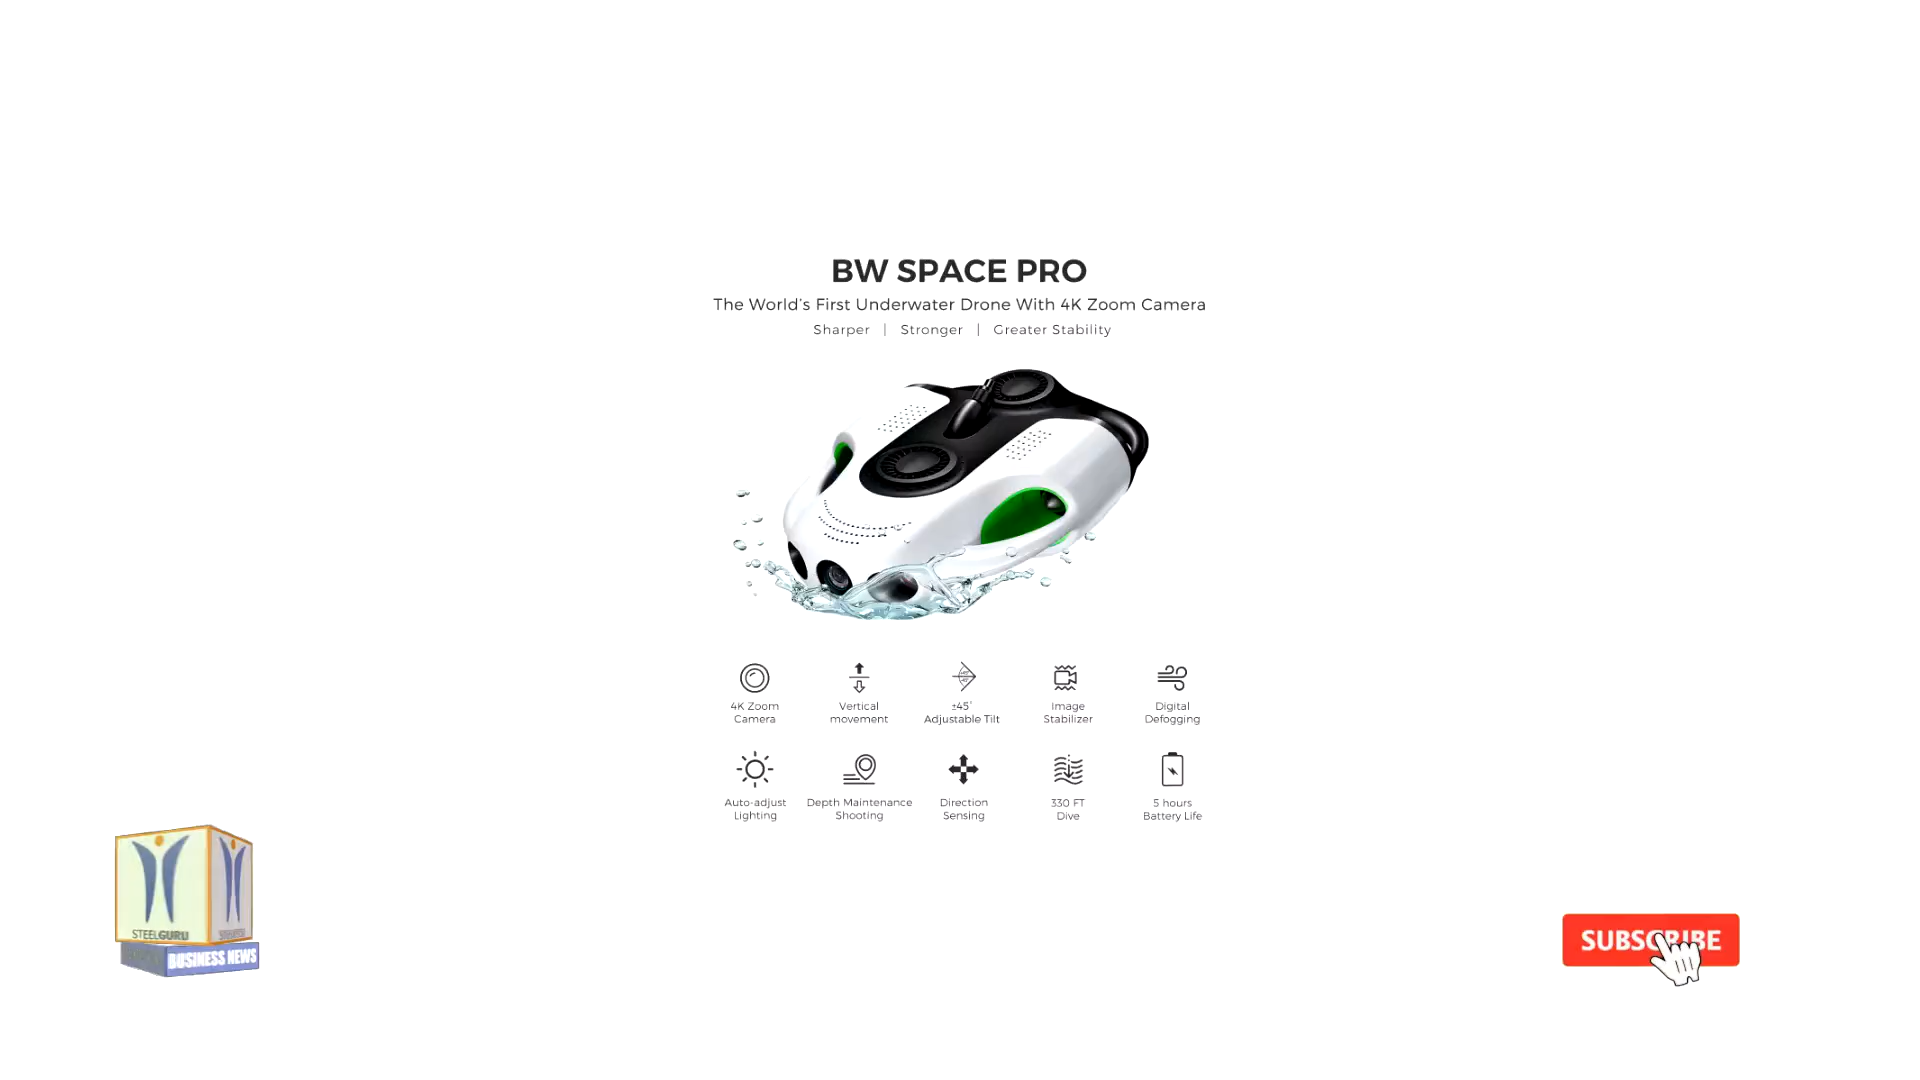 BW SPACE PRO
The World's First Underwater Drone With 4K Zoom Camera
Sharper | Stronger | Greater Stability
4K Zoom
Camera
Vertical
movement
±45°
Adjustable Tilt
Image
Stabilizer
Digital
Defogging
Auto-adjust
Lighting
Depth Maintenance
Shooting
Direction
Sensing
330 FT
Dive
5 hours
Battery Life
STEELGURU
BUSINESS NEWS
SUBSCRIBE